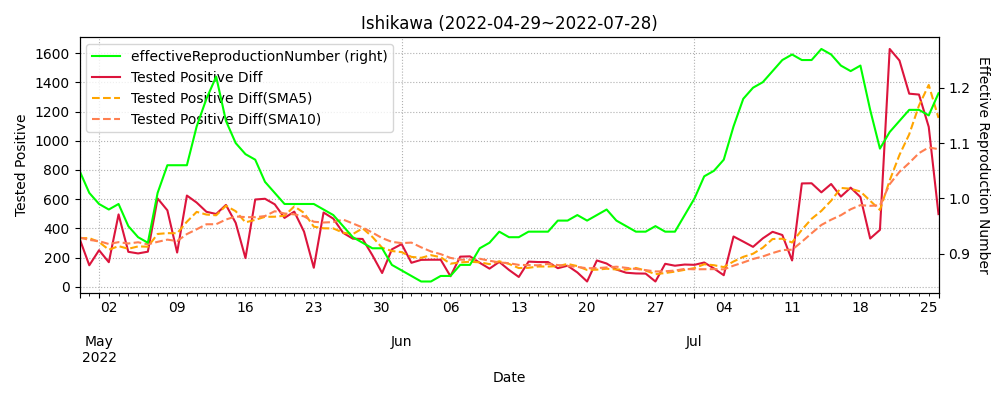 Ishikawa (2022-04-29~2022-07-28)
effectiveReproductionNumber (right)
Tested Positive Diff
Tested Positive Diff(SMA5)
Tested Positive Diff(SMA10)
Tested Positive
1600
1400
1200
1000
800
600
400
200
0
1.2
1.1
1.0
0.9
Effective Reproduction Number
02 09 16 23 30 06 13 20 27 04 11 18 25
May Jun Jul
2022
Date